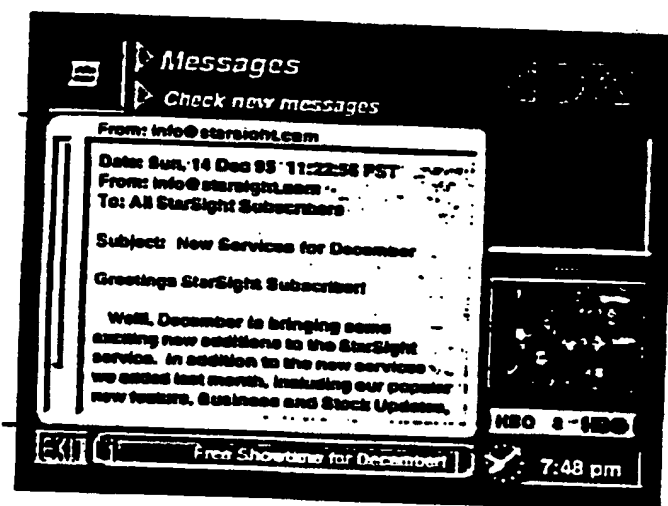 Messages
Check new messages
From: info@starsight.com
Date: Sun, 14 Dec 95 11:22:56 PST
From: info@starsight.com
To: All StarSight Subscribers
Subject: New Services for December
Greetings StarSight Subscriber!
Well, December is bringing some
exciting new additions to the StarSight
service. In addition to the new services
we added last month, including our popular
new feature, Business and Stock Updates,
HBO 8 HBO
EXIT
Free Showtime for December!
7:48 pm